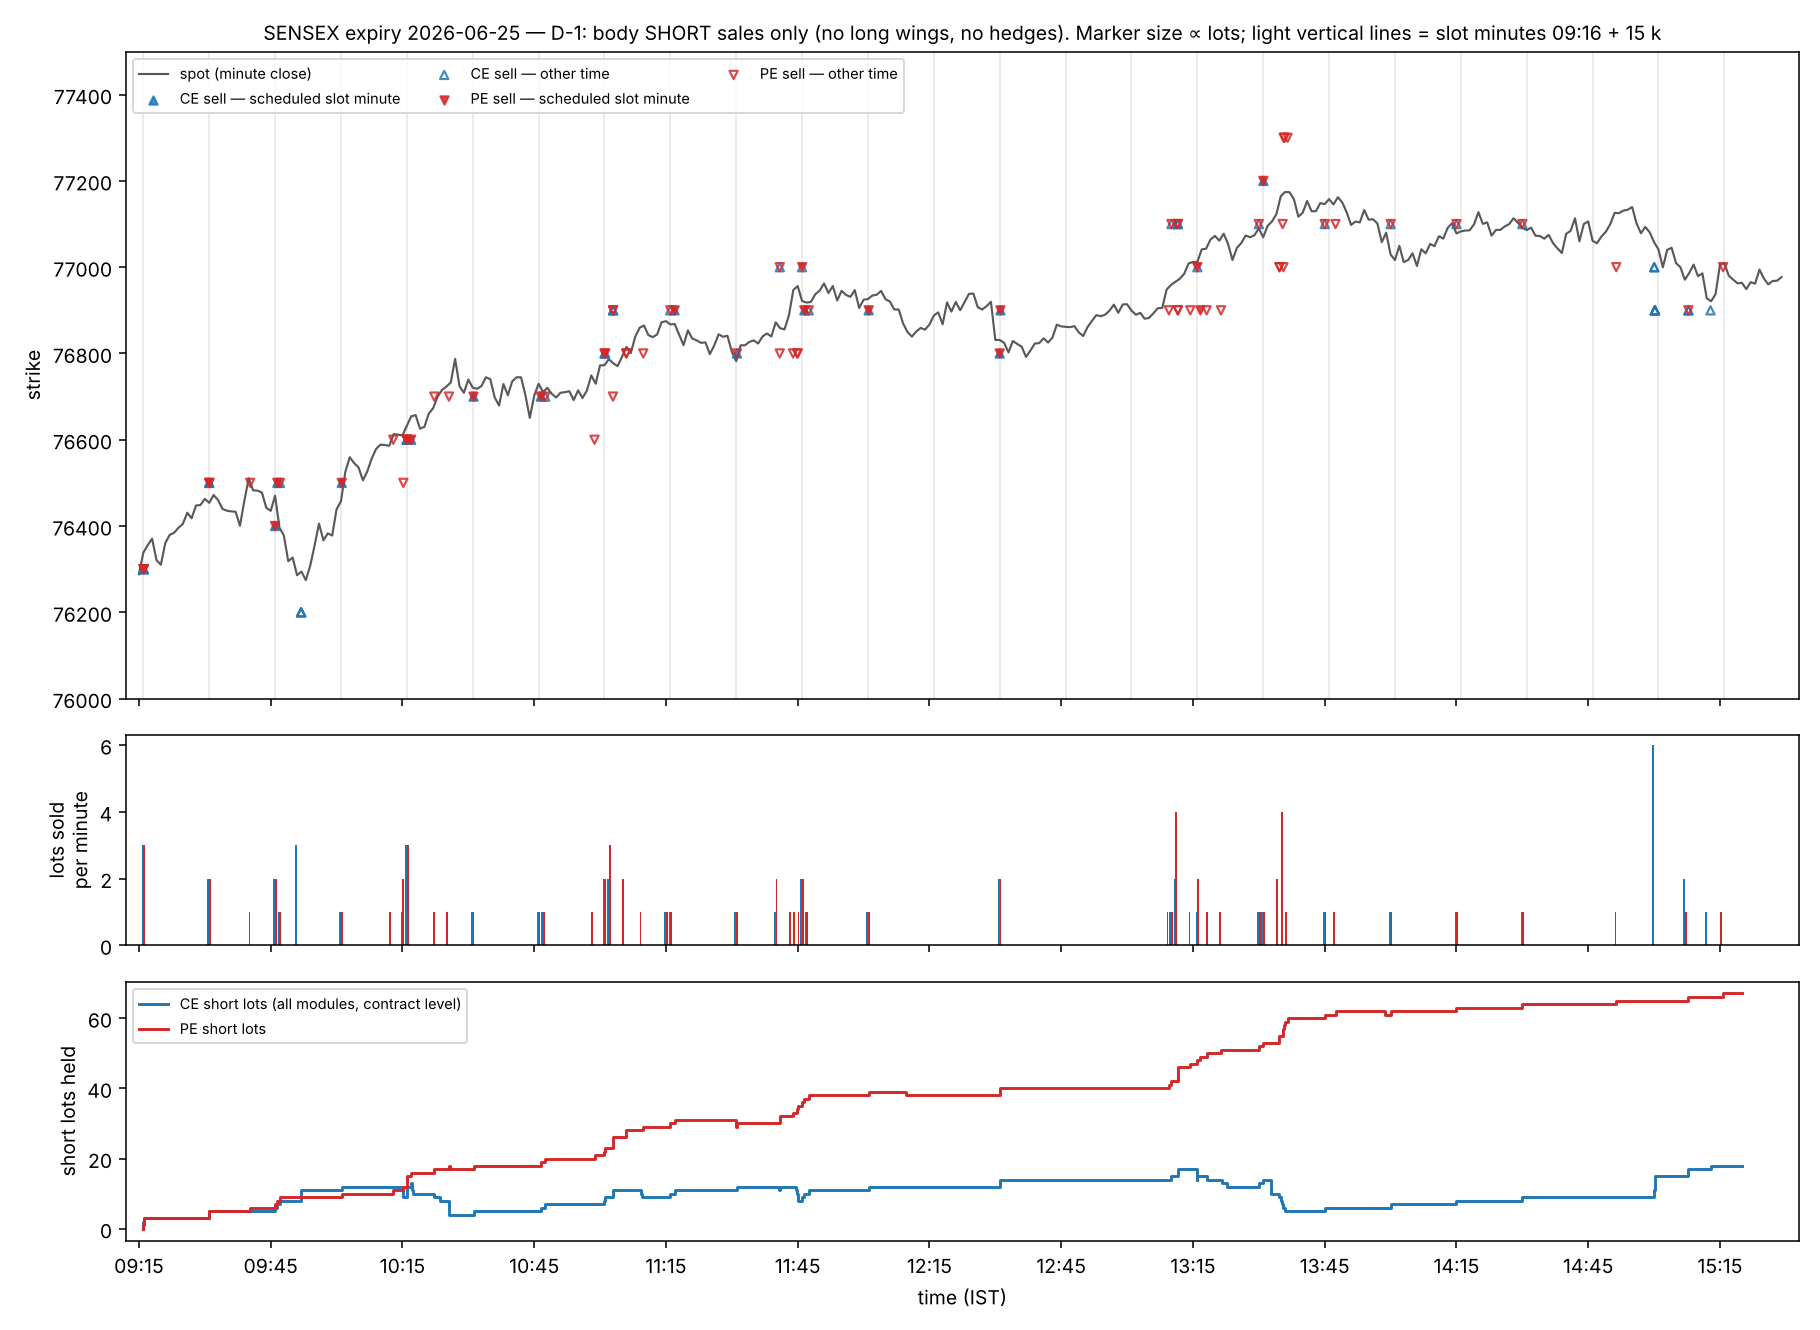 SENSEX expiry 2026-06-25 — D-1: body SHORT sales only (no long wings, no hedges). Marker size ∝ lots; light vertical lines = slot minutes 09:16 + 15 k
spot (minute close)
CE sell — scheduled slot minute
CE sell — other time
PE sell — scheduled slot minute
PE sell — other time
77400
77200
77000
76800
76600
76400
76200
76000
strike
6
4
2
0
lots sold
per minute
CE short lots (all modules, contract level)
PE short lots
60
40
20
0
short lots held
09:15 09:45 10:15 10:45 11:15 11:45 12:15 12:45 13:15 13:45 14:15 14:45 15:15
time (IST)